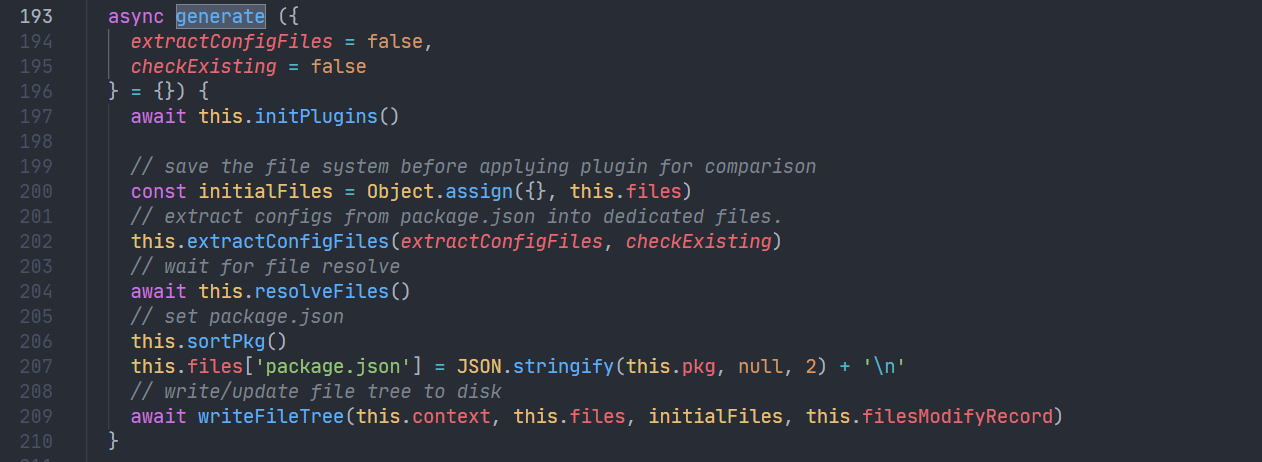 193 async generate ({
194 extractConfigFiles = false,
195 checkExisting = false
196 } = {}) {
197 await this.initPlugins()
198
199 // save the file system before applying plugin for comparison
200 const initialFiles = Object.assign({}, this.files)
201 // extract configs from package.json into dedicated files.
202 this.extractConfigFiles(extractConfigFiles, checkExisting)
203 // wait for file resolve
204 await this.resolveFiles()
205 // set package.json
206 this.sortPkg()
207 this.files['package.json'] = JSON.stringify(this.pkg, null, 2) + '\n'
208 // write/update file tree to disk
209 await writeFileTree(this.context, this.files, initialFiles, this.filesModifyRecord)
210 }